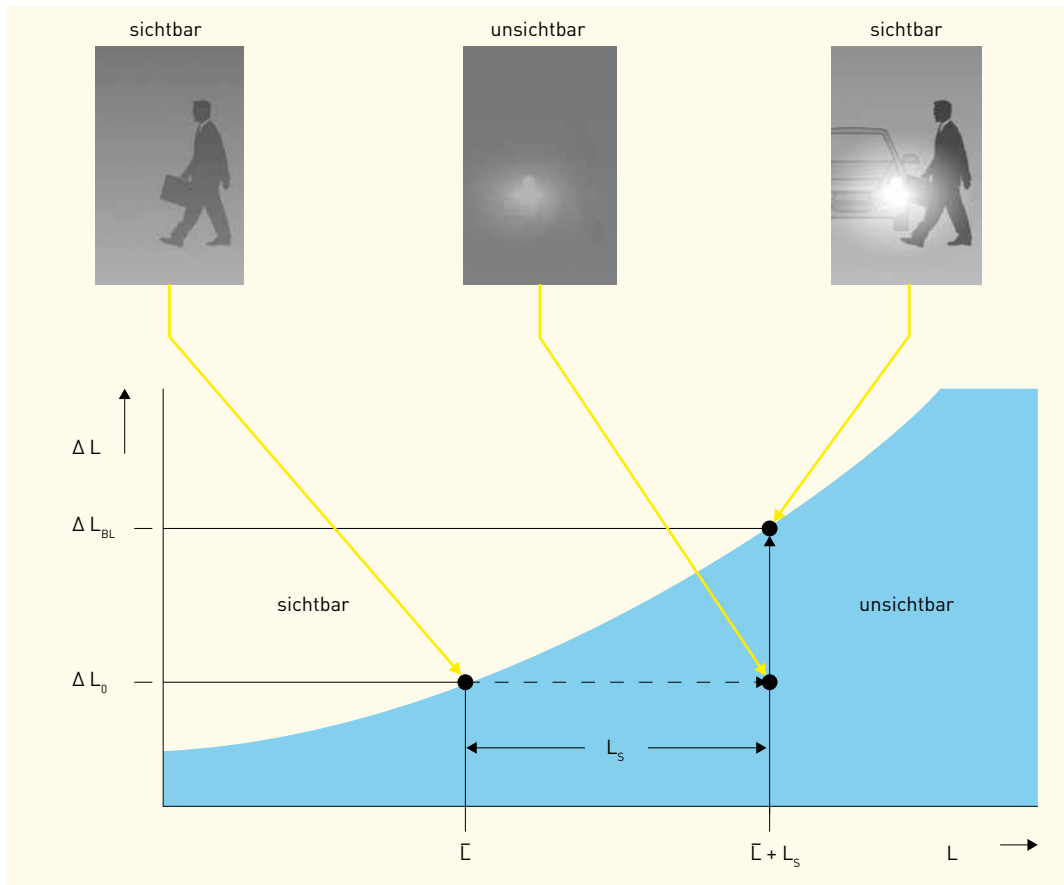 sichtbar
unsichtbar
sichtbar
Δ L
Δ L_BL
sichtbar
unsichtbar
Δ L_0
L_S
L̅
L̅ + L_S
L